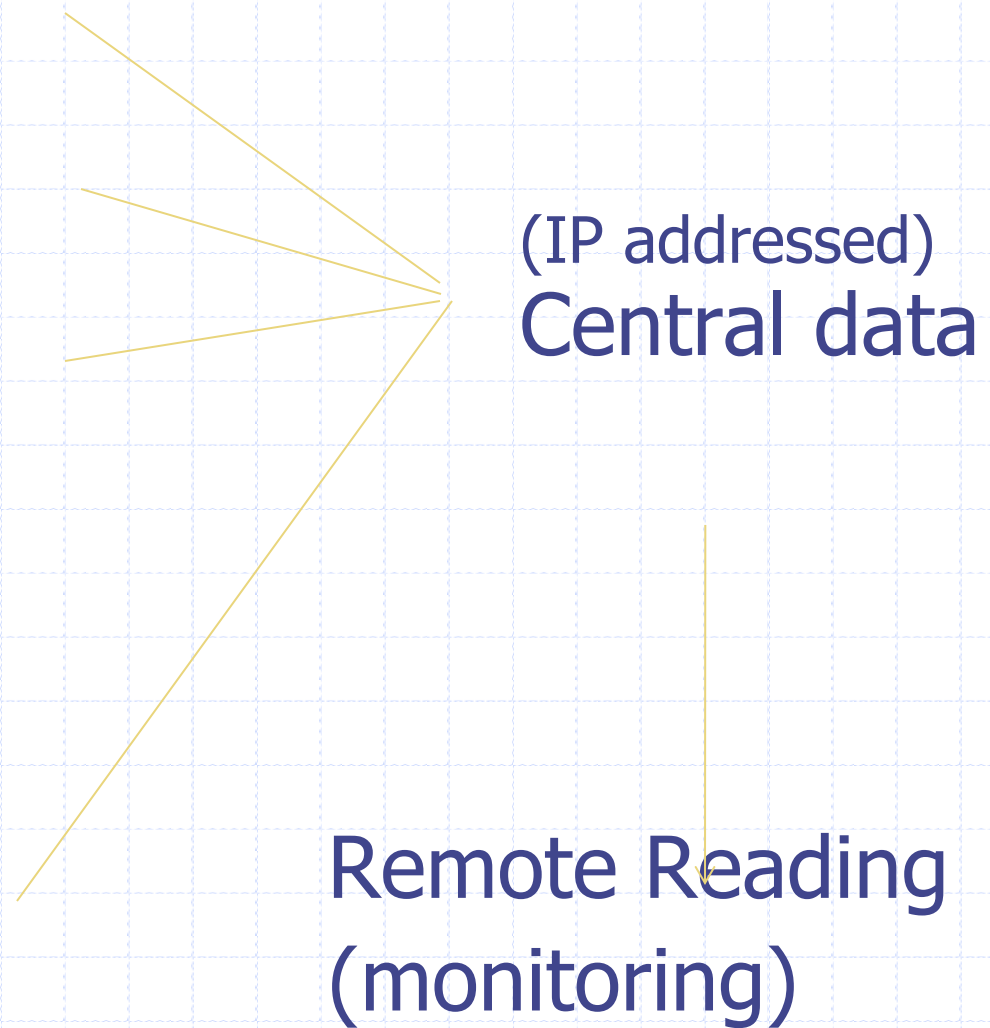 (IP addressed)
Central data
Remote Reading
(monitoring)